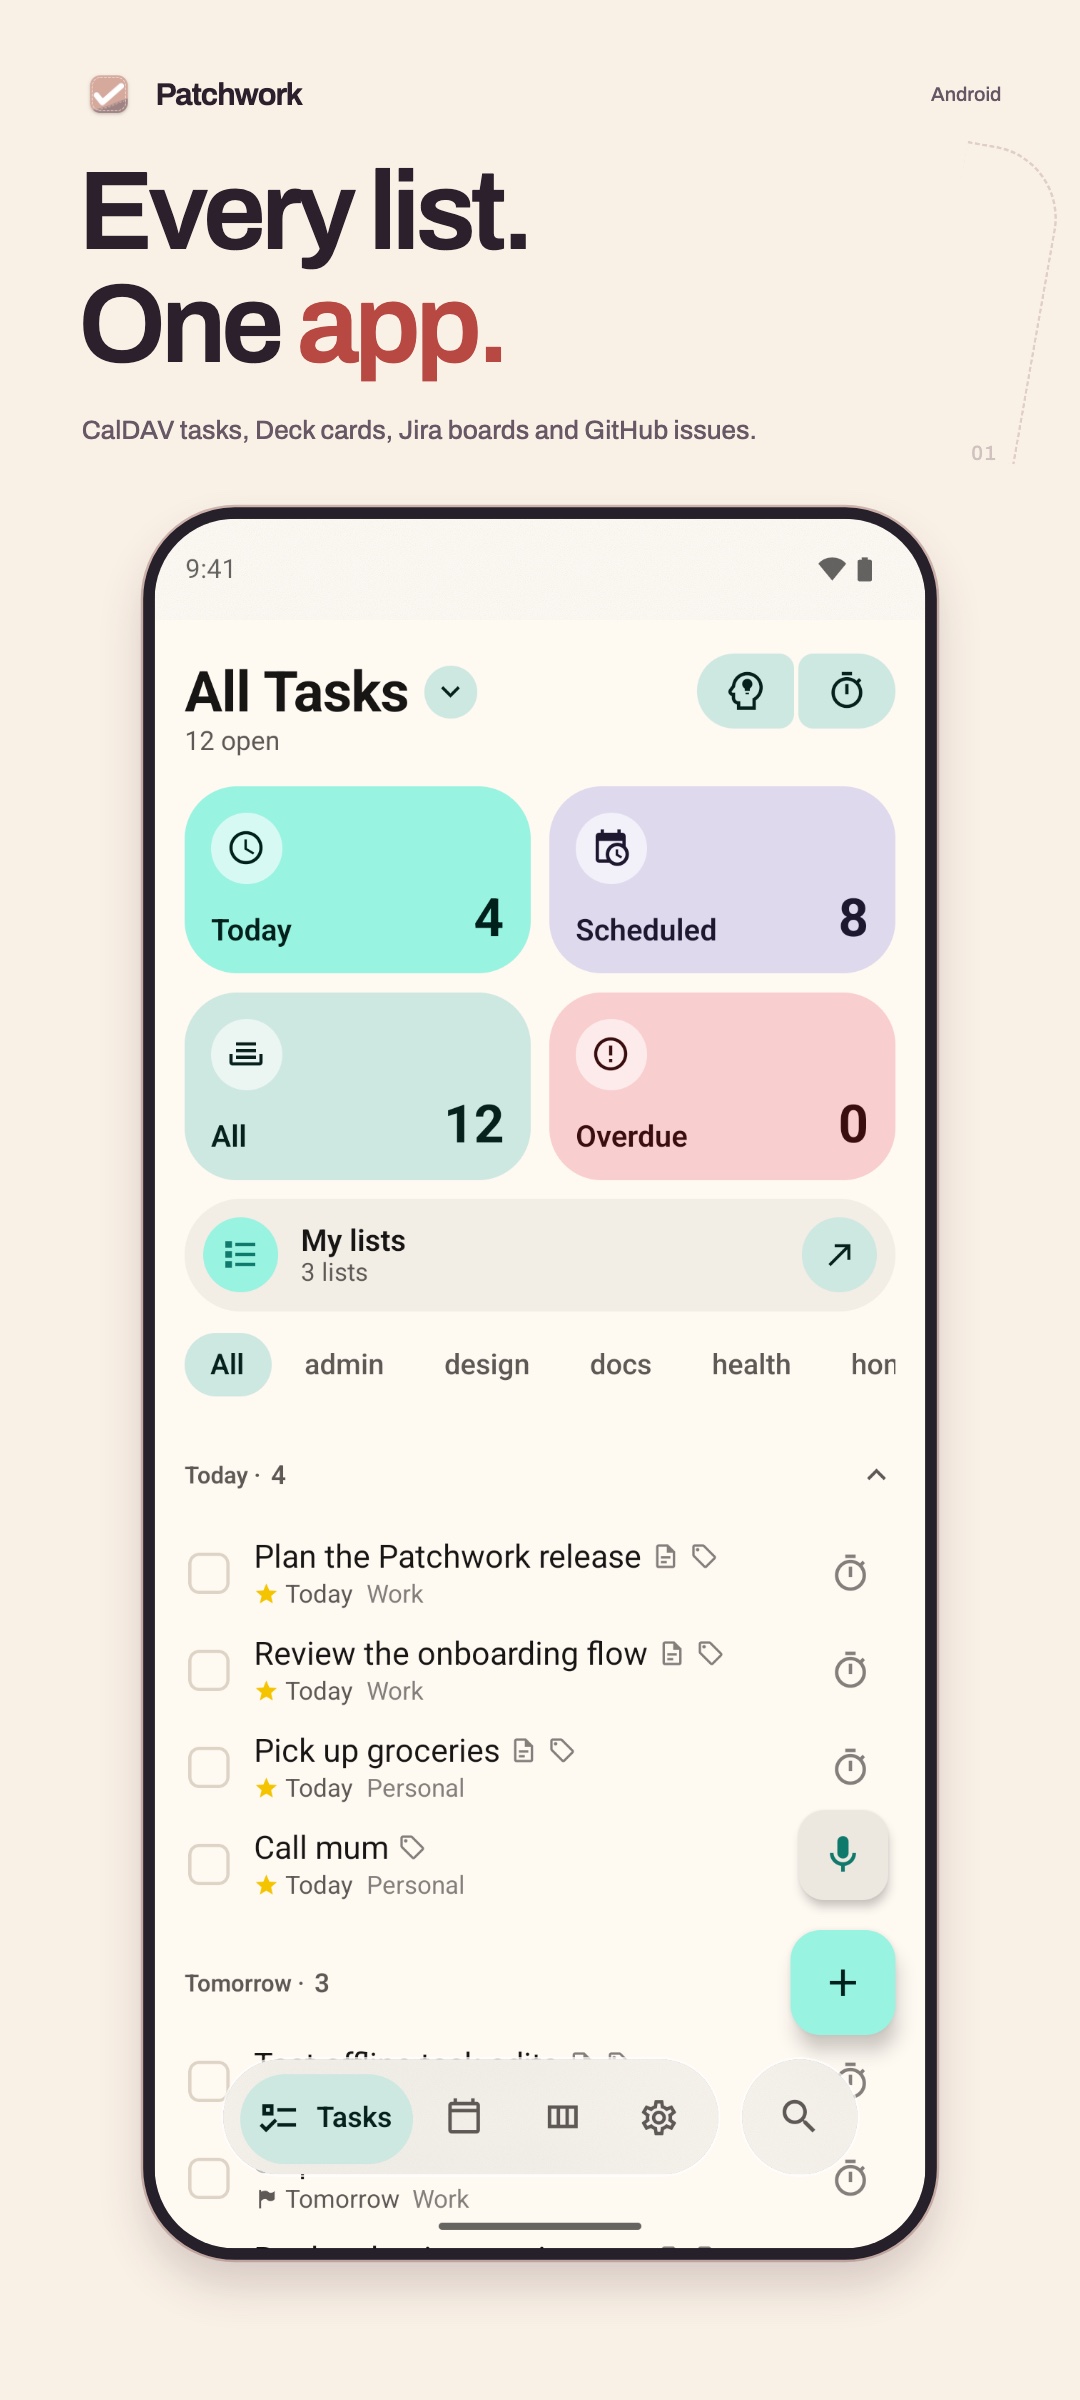 Patchwork
Android
Every list.
One app.
CalDAV tasks, Deck cards, Jira boards and GitHub issues.
01
9:41
All Tasks
12 open
Today 4
Scheduled 8
All 12
Overdue 0
My lists
3 lists
All admin design docs health hon
Today · 4
Plan the Patchwork release
Today Work
Review the onboarding flow
Today Work
Pick up groceries
Today Personal
Call mum
Today Personal
Tomorrow · 3
Tasks
Tomorrow Work